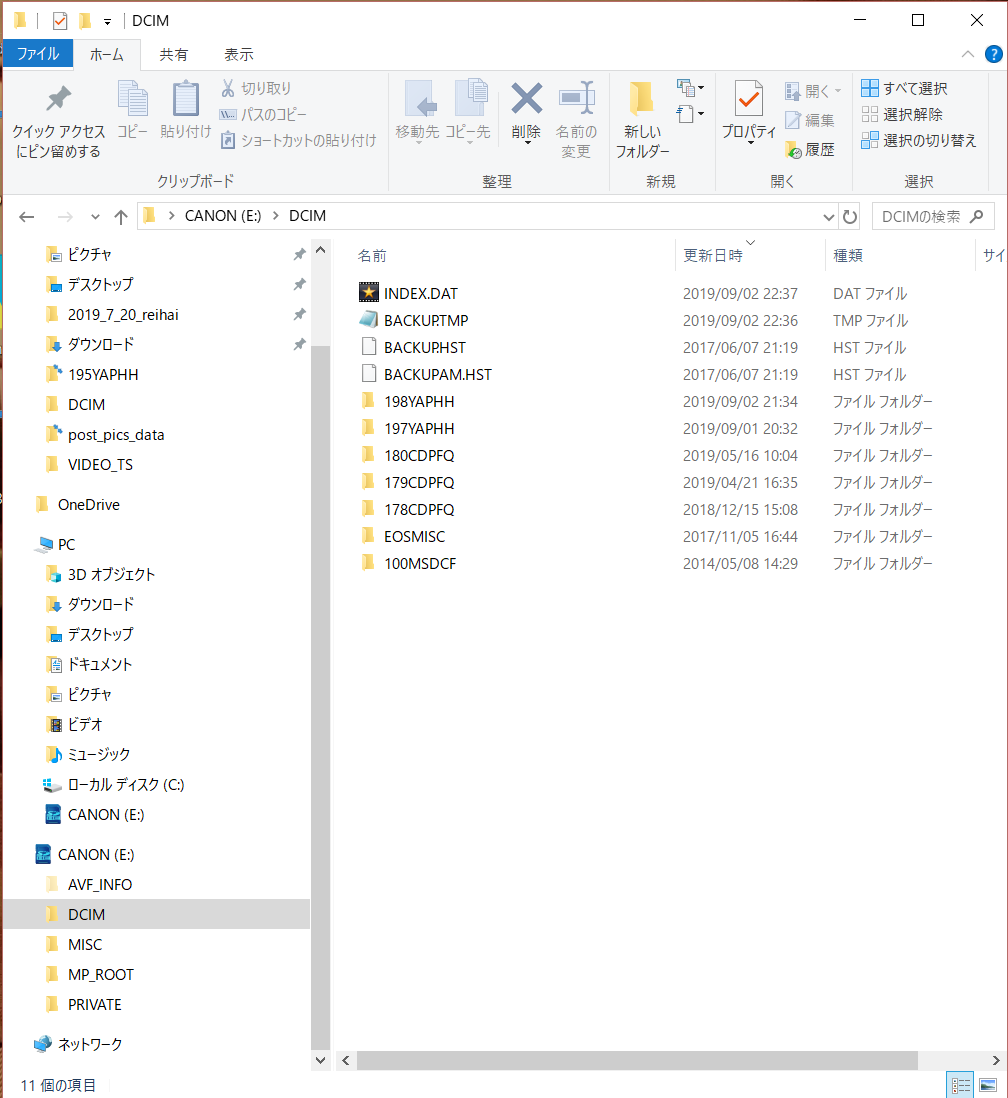 DCIM
ファイル ホーム 共有 表示
クイック アクセス
にピン留めする
コピー
貼り付け
切り取り
パスのコピー
ショートカットの貼り付け
移動先
コピー先
削除
名前の
変更
新しい
フォルダー
プロパティ
開く
編集
履歴
すべて選択
選択解除
選択の切り替え
クリップボード 整理 新規 開く 選択
CANON (E:) DCIM
DCIMの検索
ピクチャ
デスクトップ
2019_7_20_reihai
ダウンロード
195YAPHH
DCIM
post_pics_data
VIDEO_TS
OneDrive
PC
3D オブジェクト
ダウンロード
デスクトップ
ドキュメント
ピクチャ
ビデオ
ミュージック
ローカル ディスク (C:)
CANON (E:)
CANON (E:)
AVF_INFO
DCIM
MISC
MP_ROOT
PRIVATE
ネットワーク
名前 更新日時 種類 サイ
INDEX.DAT 2019/09/02 22:37 DAT ファイル
BACKUP.TMP 2019/09/02 22:36 TMP ファイル
BACKUP.HST 2017/06/07 21:19 HST ファイル
BACKUPAM.HST 2017/06/07 21:19 HST ファイル
198YAPHH 2019/09/02 21:34 ファイル フォルダー
197YAPHH 2019/09/01 20:32 ファイル フォルダー
180CDPFQ 2019/05/16 10:04 ファイル フォルダー
179CDPFQ 2019/04/21 16:35 ファイル フォルダー
178CDPFQ 2018/12/15 15:08 ファイル フォルダー
EOSMISC 2017/11/05 16:44 ファイル フォルダー
100MSDCF 2014/05/08 14:29 ファイル フォルダー
11 個の項目